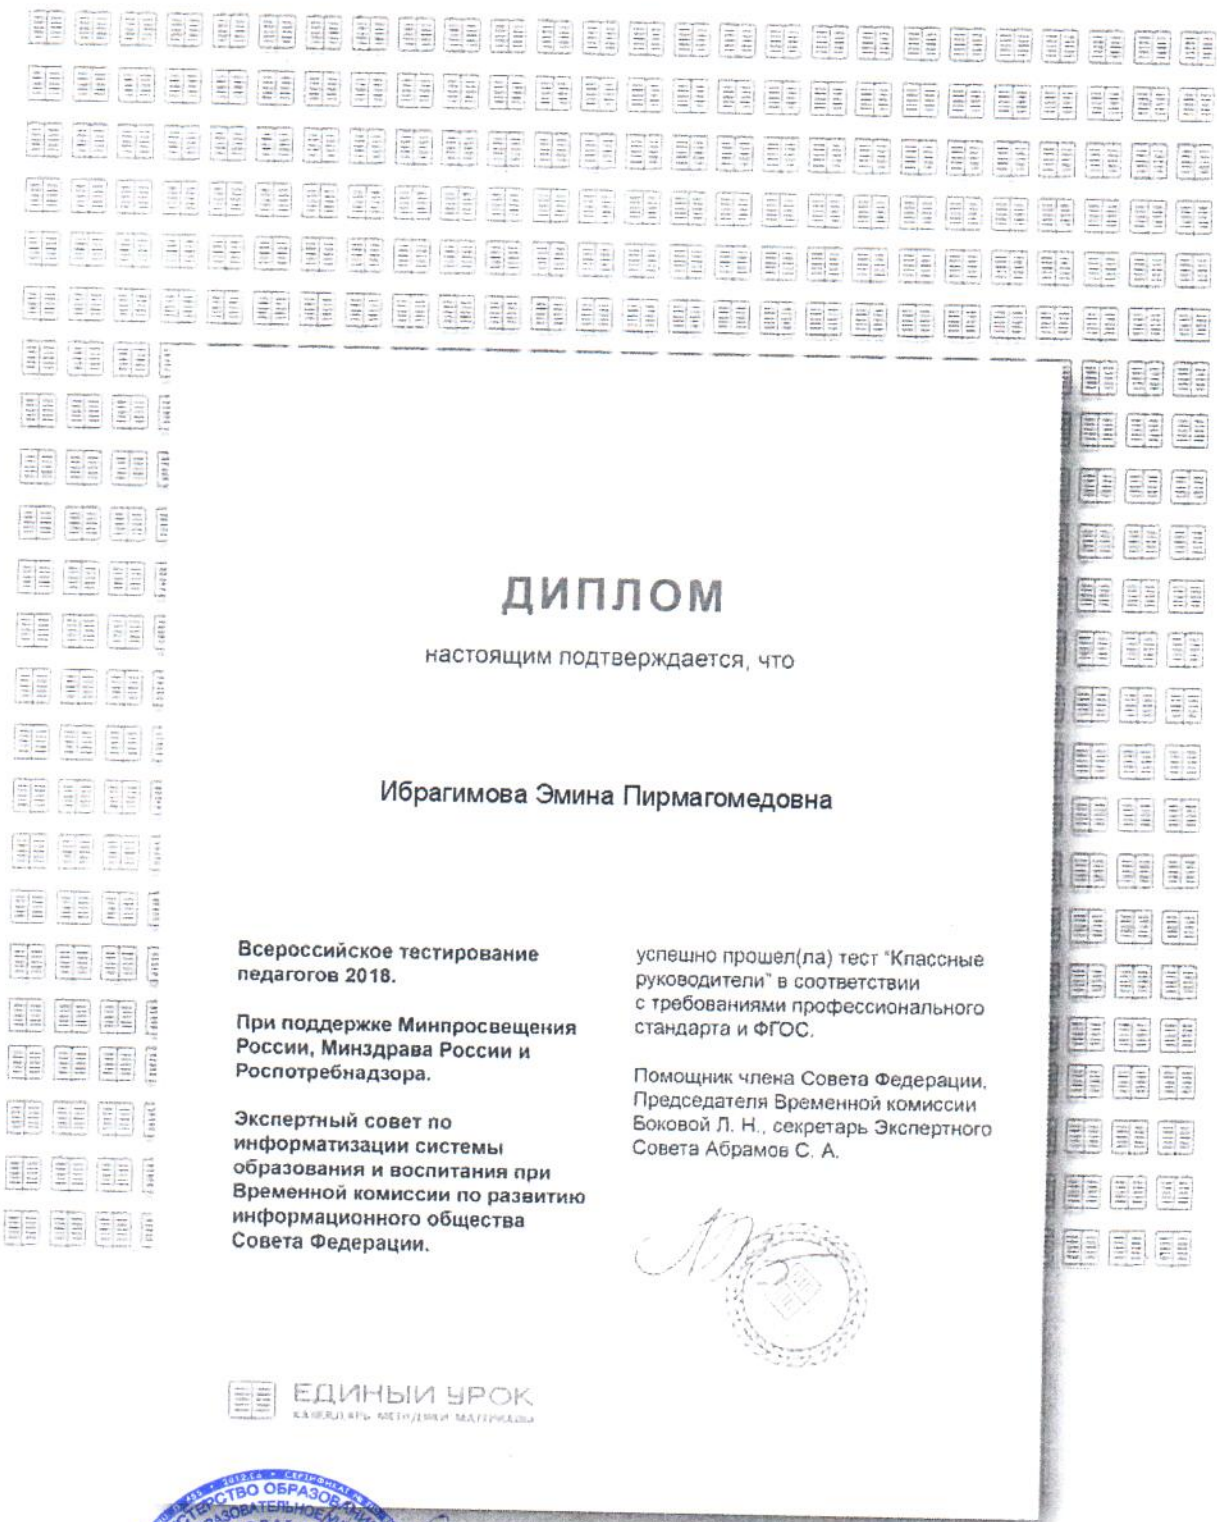 ДИПЛОМ
настоящим подтверждается, что
Ибрагимова Эмина Пирмагомедовна
Всероссийское тестирование
педагогов 2018.
При поддержке Минпросвещения
России, Минздрава России и
Роспотребнадзора.
Экспертный совет по
информатизации системы
образования и воспитания при
Временной комиссии по развитию
информационного общества
Совета Федерации.
успешно прошел(ла) тест "Классные
руководители" в соответствии
с требованиями профессионального
стандарта и ФГОС.
Помощник члена Совета Федерации,
Председателя Временной комиссии
Боковой Л. Н., секретарь Экспертного
Совета Абрамов С. А.
ЕДИНЫЙ УРОК
КАЛЕНДАРЬ МЕТОДИКИ МАТЕРИАЛЫ